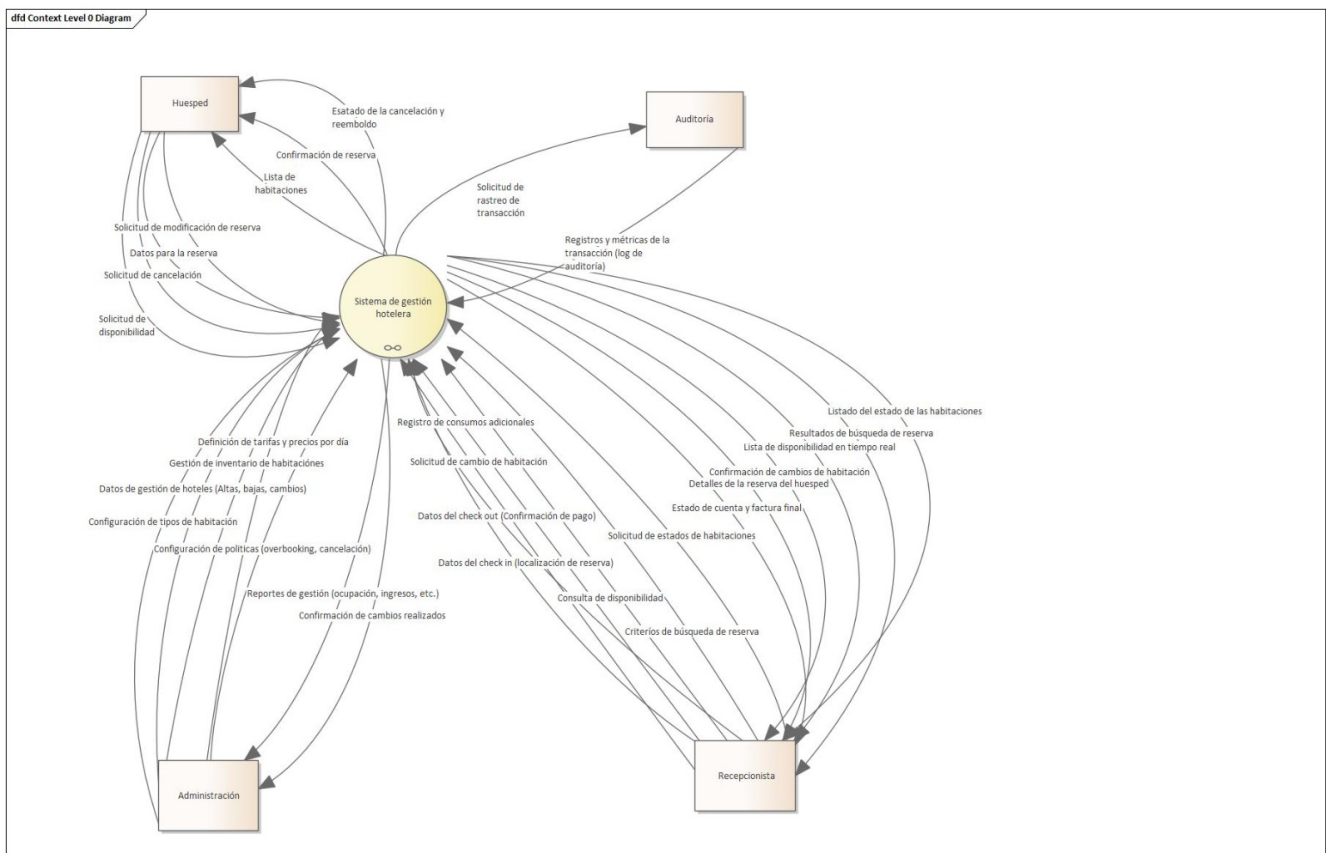 dfd Context Level 0 Diagram
Huesped
Auditoría
Esatado de la cancelación y
reemboldo
Confirmación de reserva
Lista de
habitaciones
Solicitud de
rastreo de
transacción
Solicitud de modificación de reserva
Datos para la reserva
Solicitud de cancelación
Solicitud de
disponibilidad
Registros y métricas de la
transacción (log de
auditoría)
Sistema de gestión
hotelera
Listado del estado de las habitaciones
Resultados de búsqueda de reserva
Lista de disponibilidad en tiempo real
Confirmación de cambios de habitación
Detalles de la reserva del huesped
Estado de cuenta y factura final
Registro de consumos adicionales
Solicitud de cambio de habitación
Datos del check out (Confirmación de pago)
Solicitud de estados de habitaciones
Datos del check in (localización de reserva)
Consulta de disponibilidad
Criterios de búsqueda de reserva
Definición de tarifas y precios por día
Gestión de inventario de habitaciónes
Datos de gestión de hoteles (Altas, bajas, cambios)
Configuración de tipos de habitación
Configuración de politicas (overbooking, cancelación)
Reportes de gestión (ocupación, ingresos, etc.)
Confirmación de cambios realizados
Administración
Recepcionista